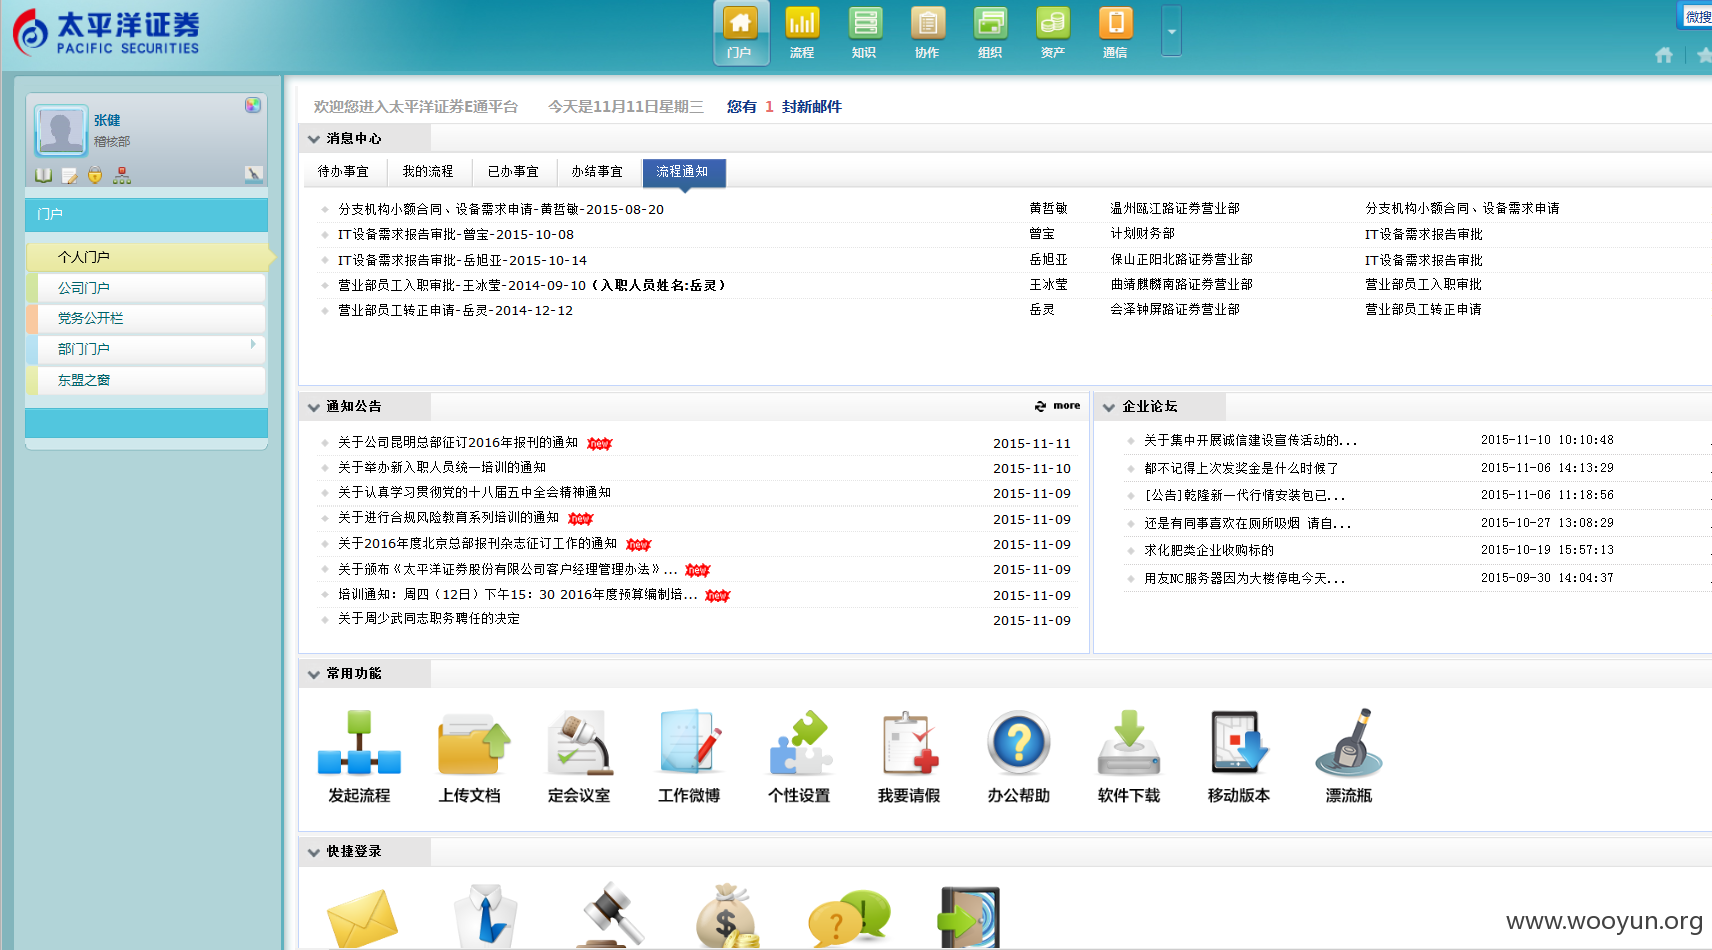 太平洋证券
PACIFIC SECURITIES
门户 流程 知识 协作 组织 资产 通信
微搜
张健
稽核部
门户
个人门户
公司门户
党务公开栏
部门门户
东盟之窗
欢迎您进入太平洋证券E通平台 今天是11月11日星期三 您有 1 封新邮件
消息中心
待办事宜 我的流程 已办事宜 办结事宜 流程通知
分支机构小额合同、设备需求申请-黄哲敏-2015-08-20 黄哲敏 温州瓯江路证券营业部 分支机构小额合同、设备需求申请
IT设备需求报告审批-曾宝-2015-10-08 曾宝 计划财务部 IT设备需求报告审批
IT设备需求报告审批-岳旭亚-2015-10-14 岳旭亚 保山正阳北路证券营业部 IT设备需求报告审批
营业部员工入职审批-王冰莹-2014-09-10（入职人员姓名:岳灵） 王冰莹 曲靖麒麟南路证券营业部 营业部员工入职审批
营业部员工转正申请-岳灵-2014-12-12 岳灵 会泽钟屏路证券营业部 营业部员工转正申请
通知公告 more
关于公司昆明总部征订2016年报刊的通知 new 2015-11-11
关于举办新入职人员统一培训的通知 2015-11-10
关于认真学习贯彻党的十八届五中全会精神通知 2015-11-09
关于进行合规风险教育系列培训的通知 new 2015-11-09
关于2016年度北京总部报刊杂志征订工作的通知 new 2015-11-09
关于颁布《太平洋证券股份有限公司客户经理管理办法》... new 2015-11-09
培训通知：周四（12日）下午15：30 2016年度预算编制培... new 2015-11-09
关于周少武同志职务聘任的决定 2015-11-09
企业论坛
关于集中开展诚信建设宣传活动的... 2015-11-10 10:10:48
都不记得上次发奖金是什么时候了 2015-11-06 14:13:29
[公告]乾隆新一代行情安装包已... 2015-11-06 11:18:56
还是有同事喜欢在厕所吸烟 请自... 2015-10-27 13:08:29
求化肥类企业收购标的 2015-10-19 15:57:13
用友NC服务器因为大楼停电今天... 2015-09-30 14:04:37
常用功能
发起流程 上传文档 定会议室 工作微博 个性设置 我要请假 办公帮助 软件下载 移动版本 漂流瓶
快捷登录
www.wooyun.org